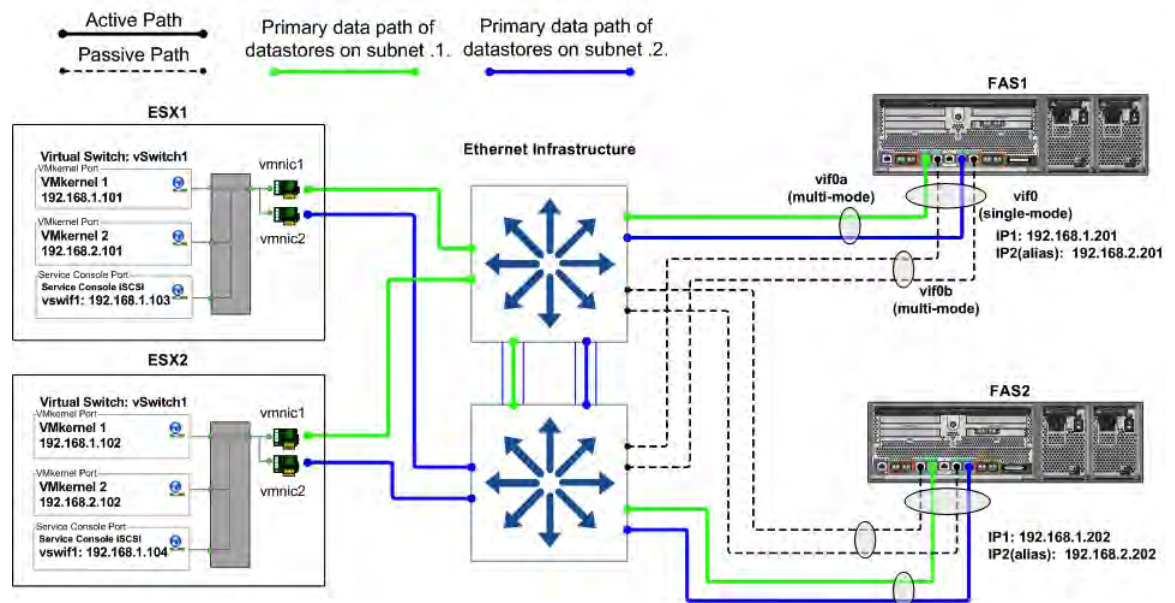 Active Path
Passive Path
Primary data path of
datastores on subnet .1.
Primary data path of
datastores on subnet .2.
ESX1
Virtual Switch: vSwitch1
VMkernel Port
VMkernel 1
192.168.1.101
VMkernel Port
VMkernel 2
192.168.2.101
Service Console Port
Service Console iSCSI
vswif1: 192.168.1.103
vmnic1
vmnic2
ESX2
Virtual Switch: vSwitch1
VMkernel Port
VMkernel 1
192.168.1.102
VMkernel Port
VMkernel 2
192.168.2.102
Service Console Port
Service Console iSCSI
vswif1: 192.168.1.104
vmnic1
vmnic2
Ethernet Infrastructure
FAS1
vif0a
(multi-mode)
vif0
(single-mode)
IP1: 192.168.1.201
IP2(alias): 192.168.2.201
vif0b
(multi-mode)
FAS2
IP1: 192.168.1.202
IP2(alias): 192.168.2.202